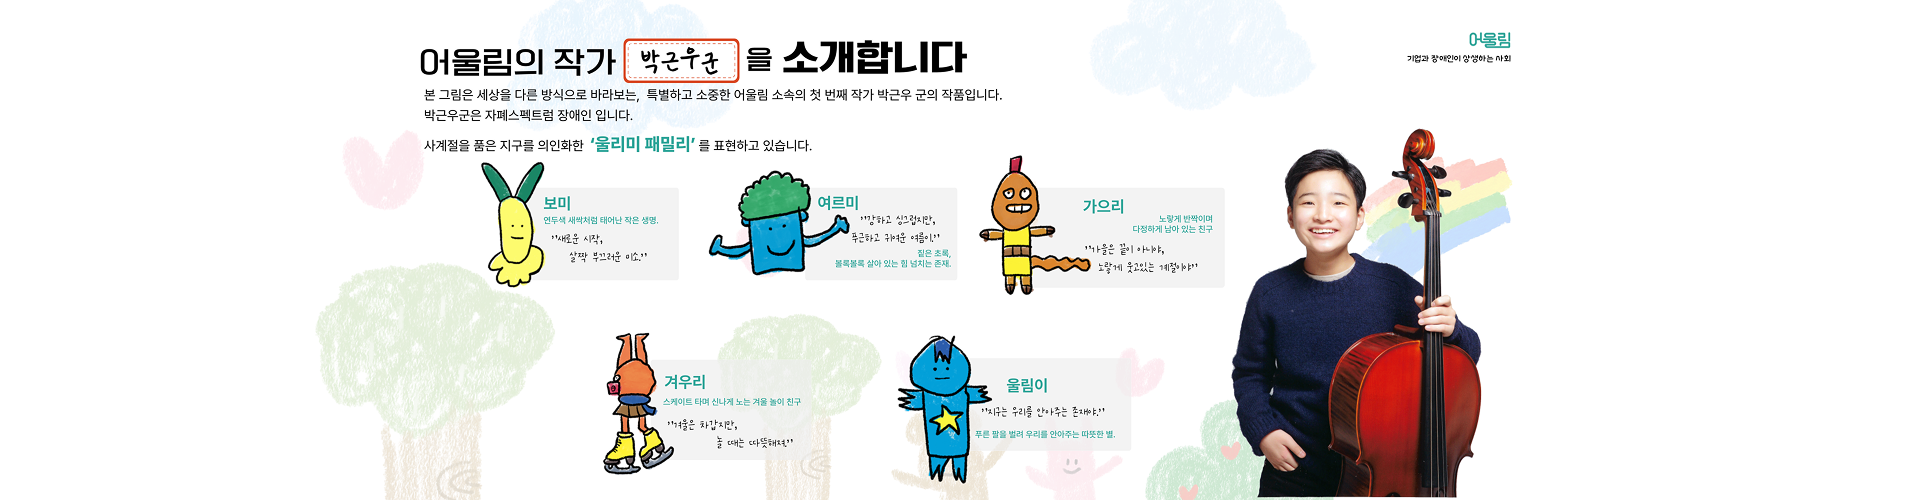 어울림의 작가 박근우군 을 소개합니다
어울림
기업과 장애인이 상생하는 사회
본 그림은 세상을 다른 방식으로 바라보는, 특별하고 소중한 어울림 소속의 첫 번째 작가 박근우 군의 작품입니다.
박근우군은 자폐스펙트럼 장애인 입니다.
사계절을 품은 지구를 의인화한 ‘울리미 패밀리’ 를 표현하고 있습니다.
보미
연두색 새싹처럼 태어난 작은 생명.
"새로운 시작,
살짝 부끄러운 미소."
여르미
"강하고 싱그럽지만,
푸근하고 귀여운 여름이."
짙은 초록,
볼록볼록 살아 있는 힘 넘치는 존재.
가으리
노랗게 반짝이며
다정하게 남아 있는 친구
"가을은 끝이 아니야,
노랗게 웃고있는 계절이야"
겨우리
스케이트 타며 신나게 노는 겨울 놀이 친구
"겨울은 차갑지만,
놀 때는 따뜻해져"
울림이
"지구는 우리를 안아주는 존재야."
푸른 팔을 벌려 우리를 안아주는 따뜻한 별.